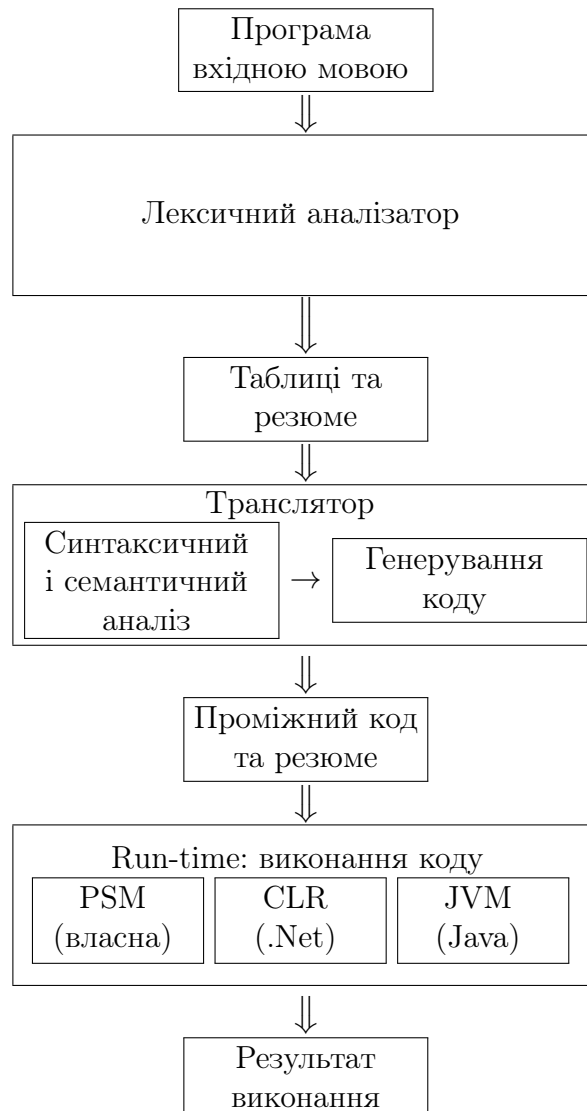 Програма
вхідною мовою
⇓
Лексичний аналізатор
⇓
Таблиці та
резюме
⇓
Транслятор
Синтаксичний
і семантичний
аналіз
→
Генерування
коду
⇓
Проміжний код
та резюме
⇓
Run-time: виконання коду
PSM
(власна)
CLR
(.Net)
JVM
(Java)
⇓
Результат
виконання